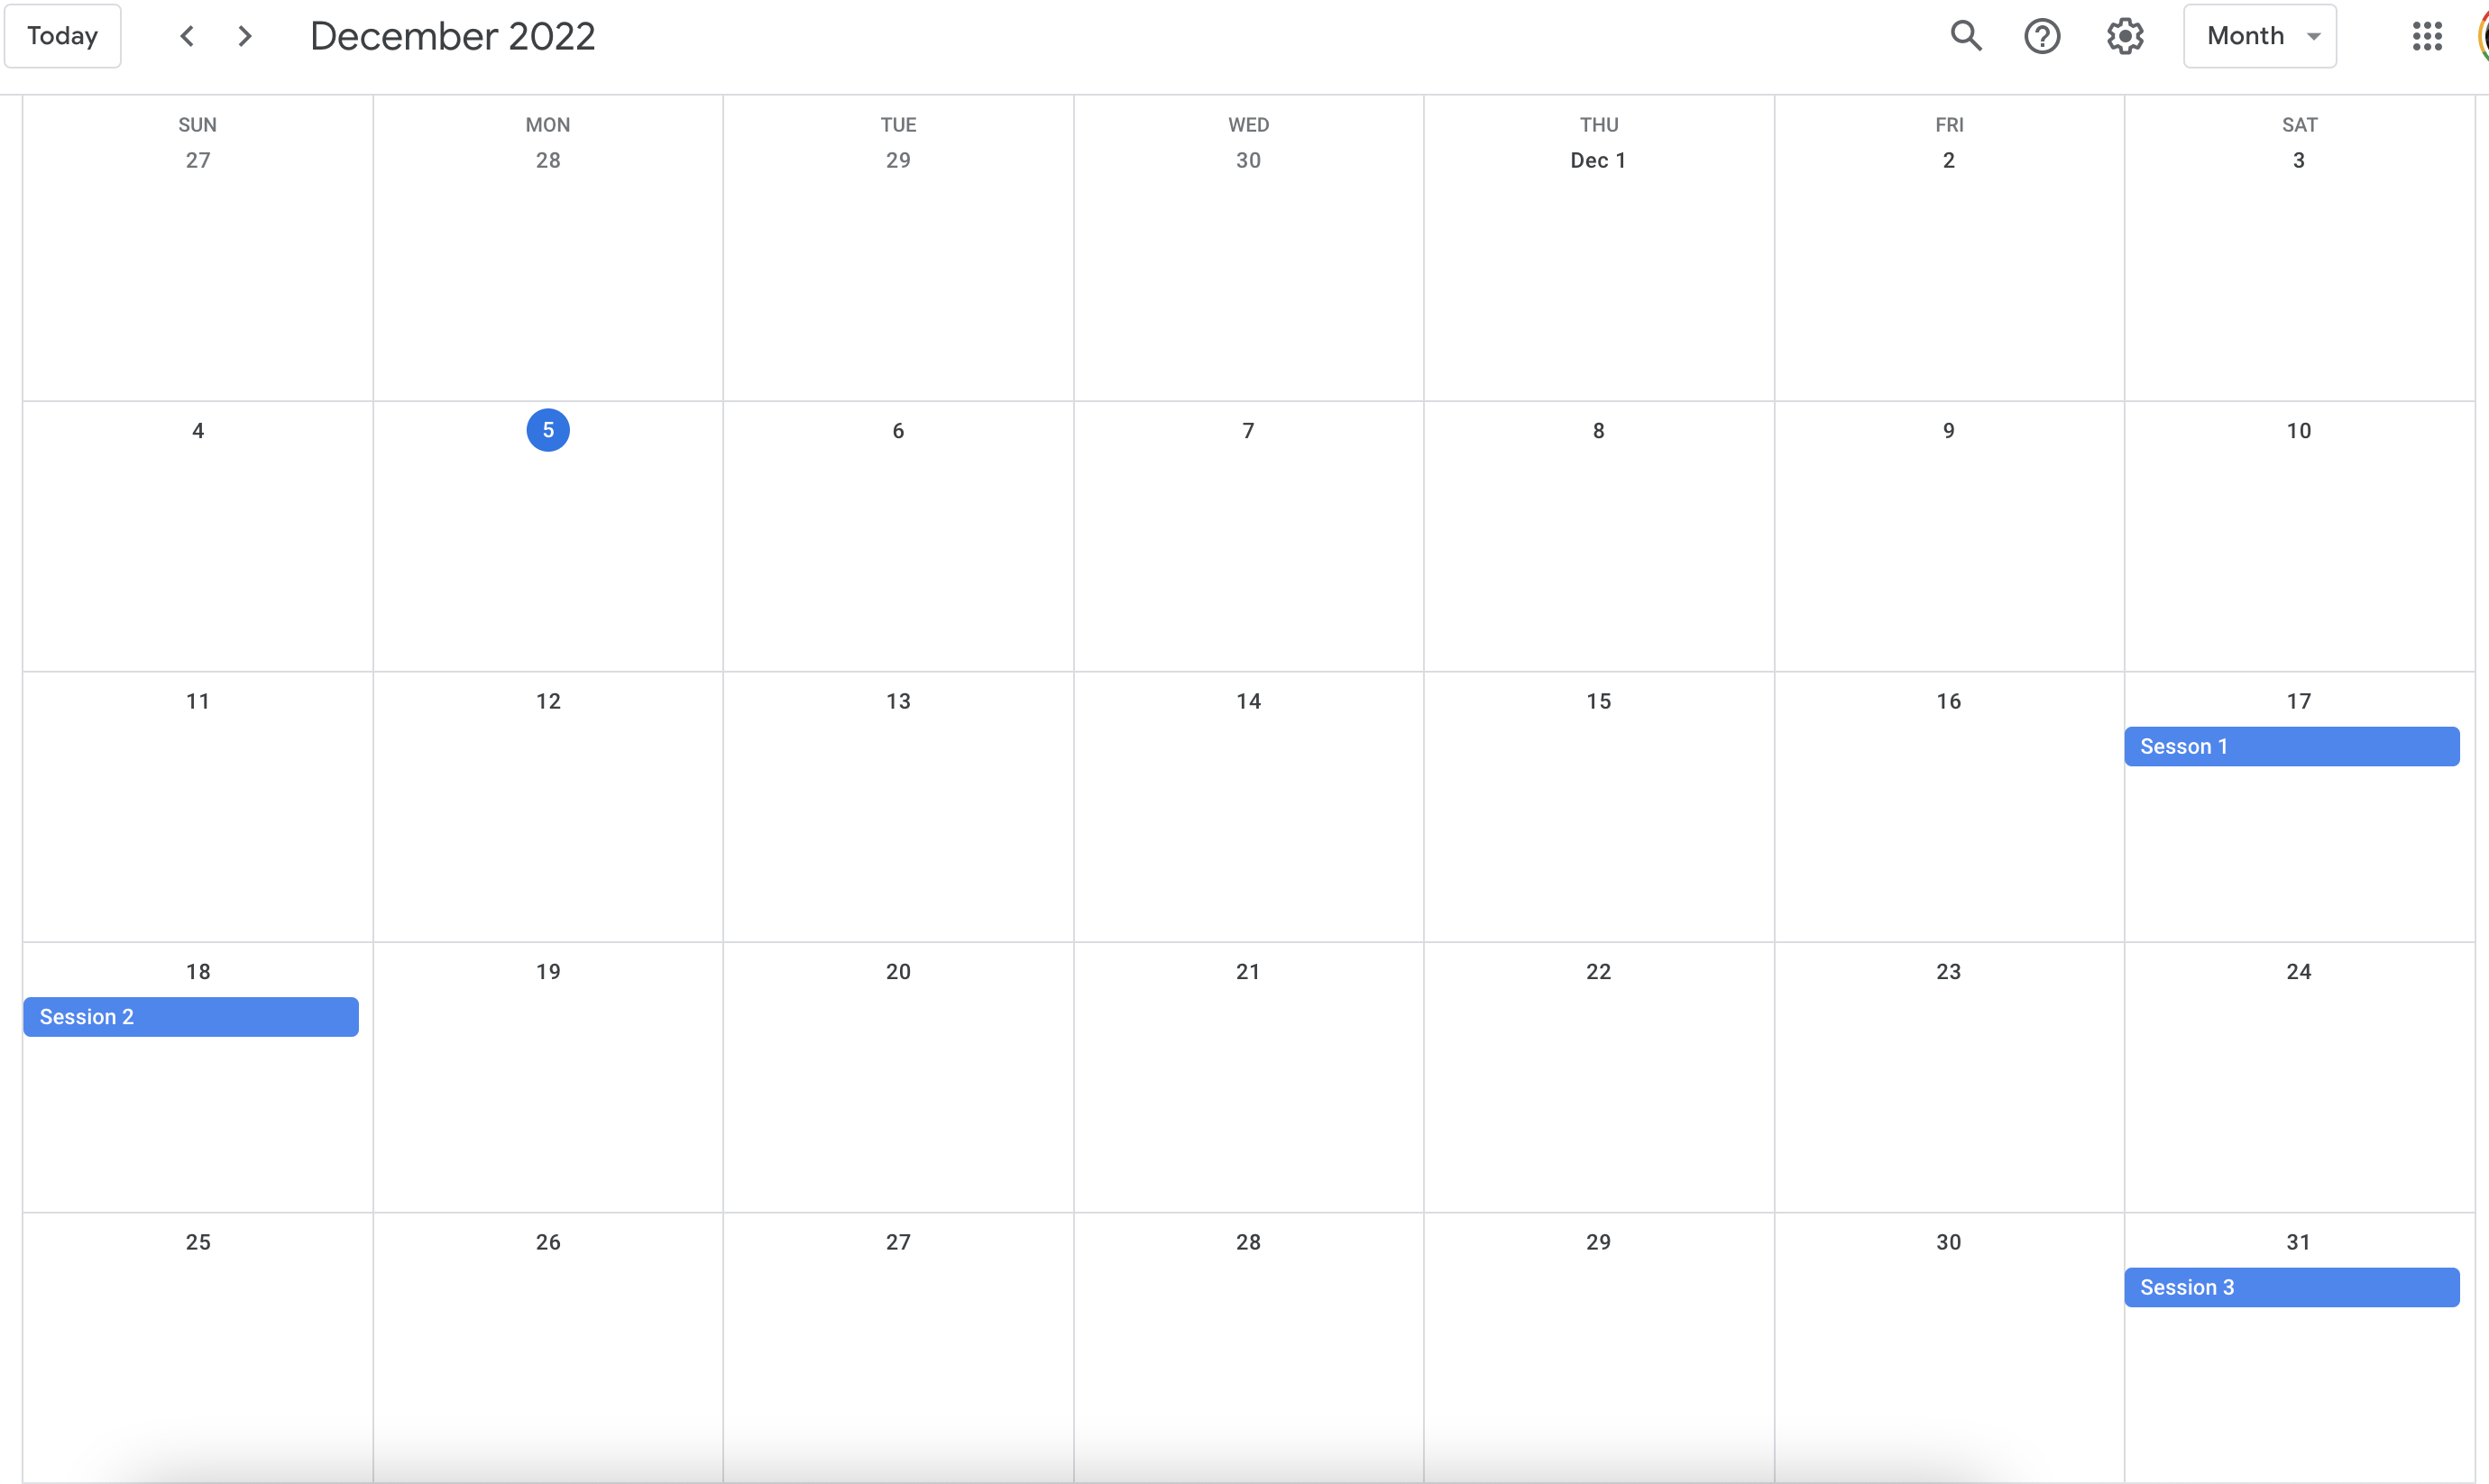 Today December 2022 Month
SUN MON TUE WED THU FRI SAT
27 28 29 30 Dec 1 2 3
4 5 6 7 8 9 10
11 12 13 14 15 16 17
Sesson 1
18 19 20 21 22 23 24
Session 2
25 26 27 28 29 30 31
Session 3